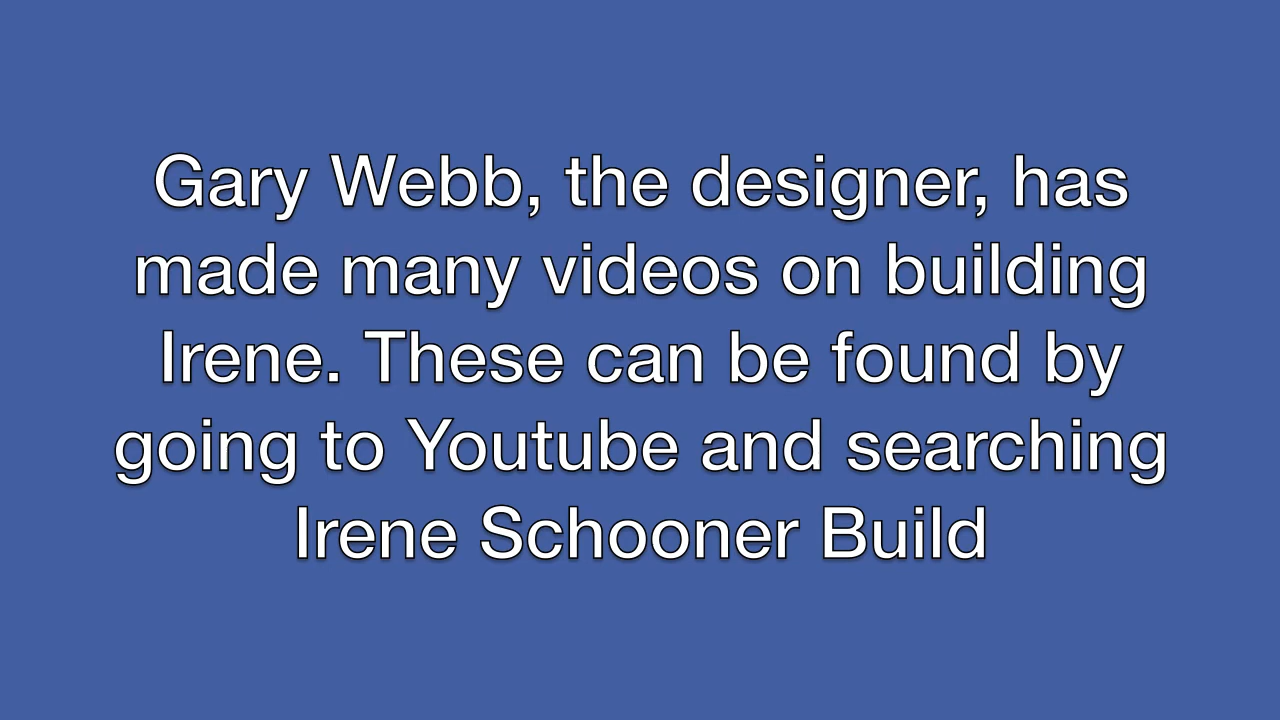 Gary Webb, the designer, has
made many videos on building
Irene. These can be found by
going to Youtube and searching
Irene Schooner Build